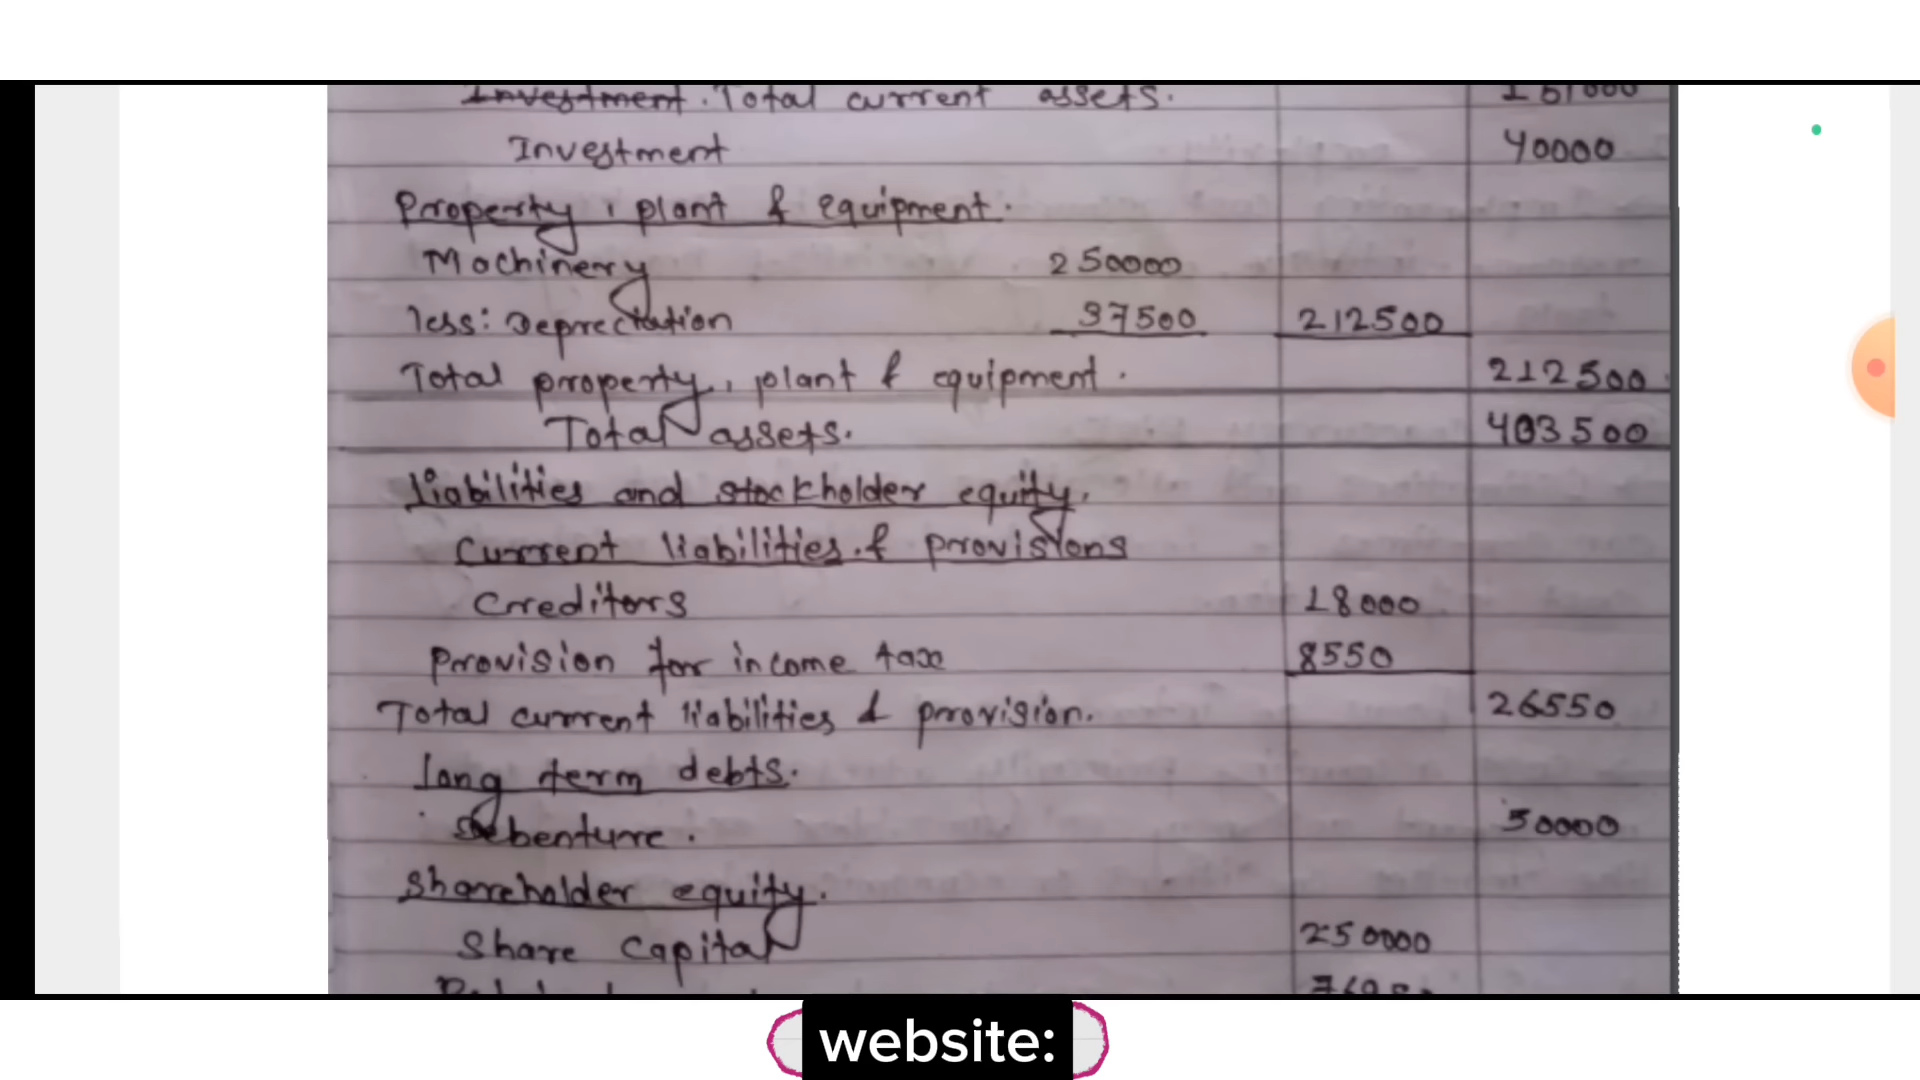 Investment. Total current assets.
Investment 40000
Property, plant & equipment.
Machinery 250000
less: Depreciation 37500 212500
Total property, plant & equipment. 212500
Total assets. 403500
Liabilities and stockholder equity.
Current liabilities & provisions
Creditors 18000
Provision for income tax 8550
Total current liabilities & provision. 26550
long term debts.
Debenture. 50000
Shareholder equity.
Share Capital 250000
website: